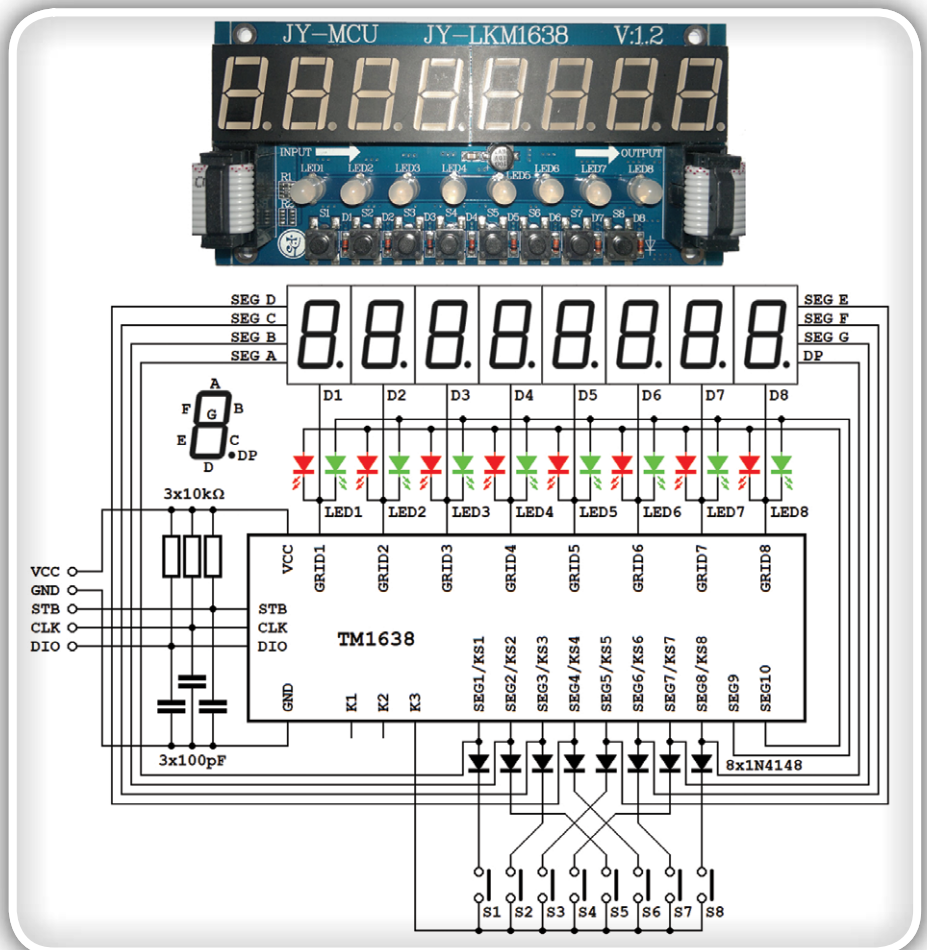 JY-MCU JY-LKM1638 V:1.2
INPUT OUTPUT
LED1 LED2 LED3 LED4 LED5 LED6 LED7 LED8
R1
R2
S1 D1 S2 D2 S3 D3 S4 D4 S5 D5 S6 D6 S7 D7 S8 D8
SEG D SEG E
SEG C SEG F
SEG B SEG G
SEG A DP
D1 D2 D3 D4 D5 D6 D7 D8
A
F G B
E C
D DP
3x10kΩ
LED1 LED2 LED3 LED4 LED5 LED6 LED7 LED8
VCC GRID1 GRID2 GRID3 GRID4 GRID5 GRID6 GRID7 GRID8
VCC
GND
STB STB
CLK CLK
DIO DIO
TM1638
GND K1 K2 K3 SEG1/KS1 SEG2/KS2 SEG3/KS3 SEG4/KS4 SEG5/KS5 SEG6/KS6 SEG7/KS7 SEG8/KS8 SEG9 SEG10
3x100pF 8x1N4148
S1 S2 S3 S4 S5 S6 S7 S8